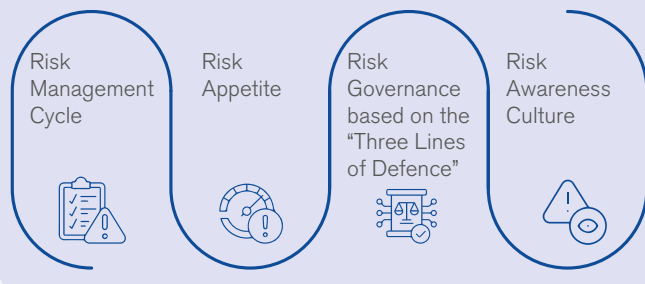 Risk
Management
Cycle
Risk
Appetite
Risk
Governance
based on the
“Three Lines
of Defence”
Risk
Awareness
Culture